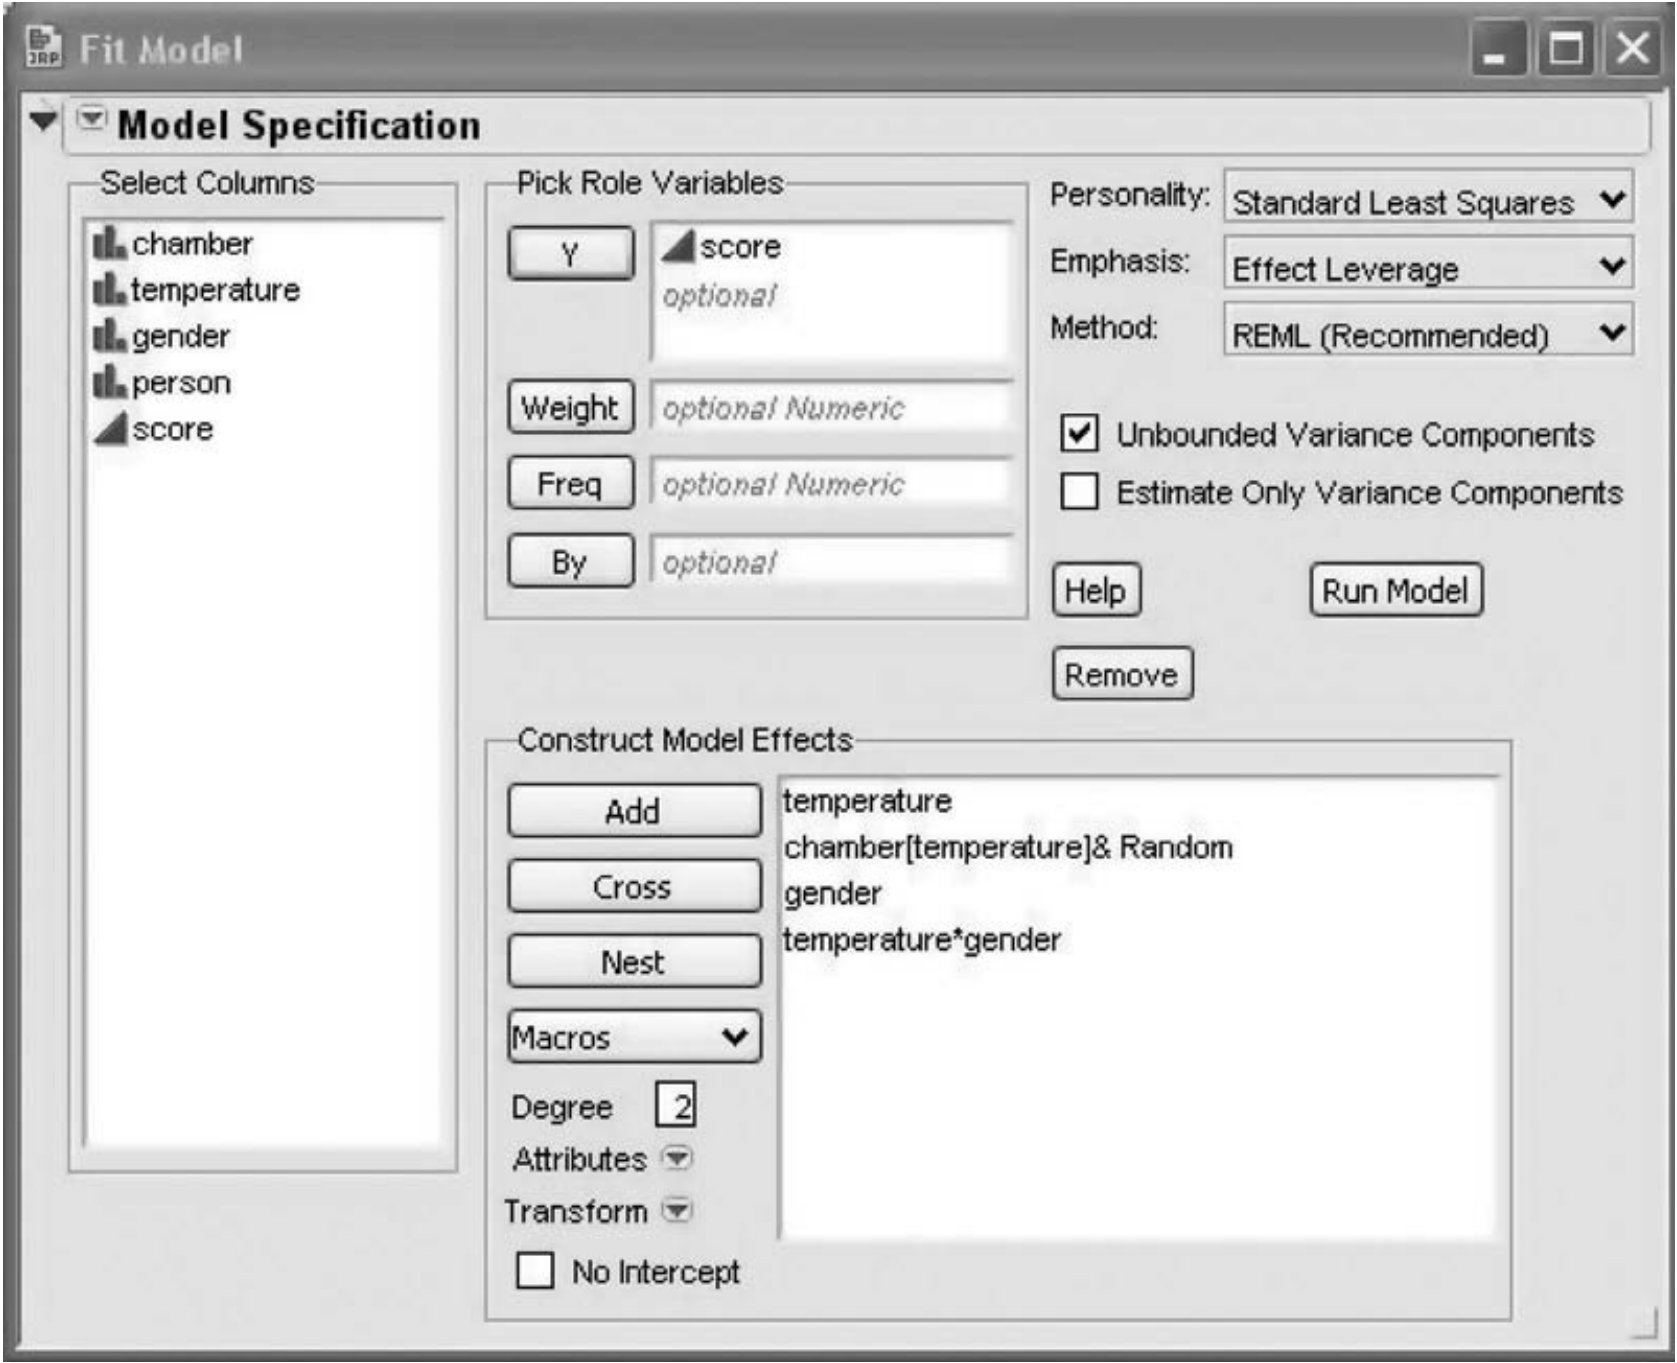 JRP Fit Model
Model Specification
Select Columns
chamber
temperature
gender
person
score
Pick Role Variables
Y
score
optional
Weight
optional Numeric
Freq
optional Numeric
By
optional
Personality:
Standard Least Squares
Emphasis:
Effect Leverage
Method:
REML (Recommended)
Unbounded Variance Components
Estimate Only Variance Components
Help
Run Model
Remove
Construct Model Effects
Add
Cross
Nest
Macros
Degree 2
Attributes
Transform
No Intercept
temperature
chamber[temperature]& Random
gender
temperature*gender